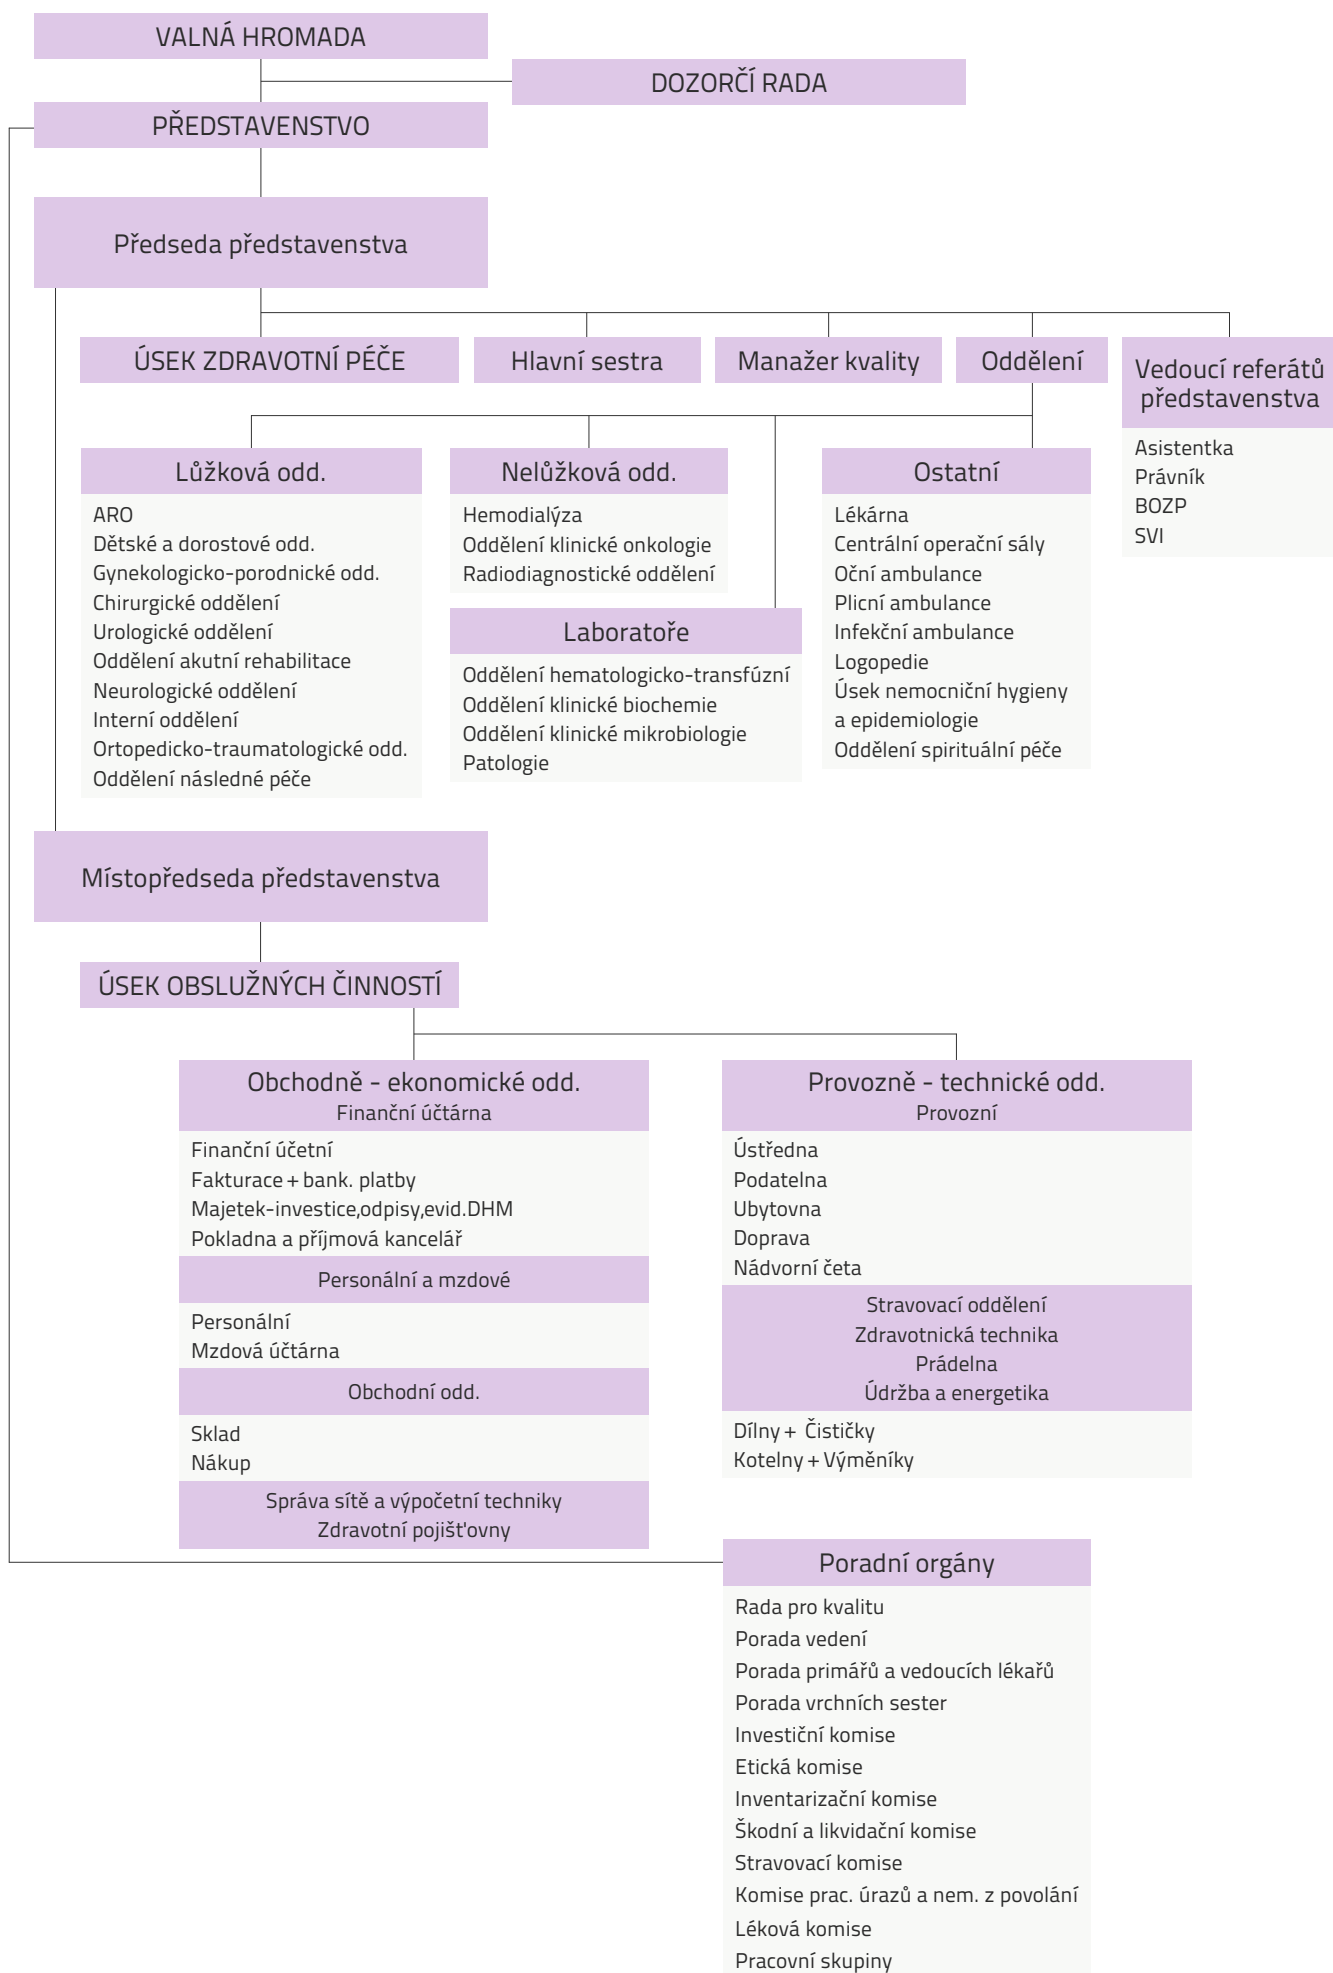 VALNÁ HROMADA
DOZORČÍ RADA
PŘEDSTAVENSTVO
Předseda představenstva
ÚSEK ZDRAVOTNÍ PÉČE
Hlavní sestra
Manažer kvality
Oddělení
Vedoucí referátů
představenstva
Asistentka
Právník
BOZP
SVI
Lůžková odd.
ARO
Dětské a dorostové odd.
Gynekologicko-porodnické odd.
Chirurgické oddělení
Urologické oddělení
Oddělení akutní rehabilitace
Neurologické oddělení
Interní oddělení
Ortopedicko-traumatologické odd.
Oddělení následné péče
Nelůžková odd.
Hemodialýza
Oddělení klinické onkologie
Radiodiagnostické oddělení
Laboratoře
Oddělení hematologicko-transfúzní
Oddělení klinické biochemie
Oddělení klinické mikrobiologie
Patologie
Ostatní
Lékárna
Centrální operační sály
Oční ambulance
Plicní ambulance
Infekční ambulance
Logopedie
Úsek nemocniční hygieny
a epidemiologie
Oddělení spirituální péče
Místopředseda představenstva
ÚSEK OBSLUŽNÝCH ČINNOSTÍ
Obchodně - ekonomické odd.
Finanční účtárna
Finanční účetní
Fakturace + bank. platby
Majetek-investice,odpisy,evid.DHM
Pokladna a příjmová kancelář
Personální a mzdové
Personální
Mzdová účtárna
Obchodní odd.
Sklad
Nákup
Správa sítě a výpočetní techniky
Zdravotní pojišt'ovny
Provozně - technické odd.
Provozní
Ústředna
Podatelna
Ubytovna
Doprava
Nádvorní četa
Stravovací oddělení
Zdravotnická technika
Prádelna
Údržba a energetika
Dílny + Čističky
Kotelny + Výměníky
Poradní orgány
Rada pro kvalitu
Porada vedení
Porada primářů a vedoucích lékařů
Porada vrchních sester
Investiční komise
Etická komise
Inventarizační komise
Škodní a likvidační komise
Stravovací komise
Komise prac. úrazů a nem. z povolání
Léková komise
Pracovní skupiny